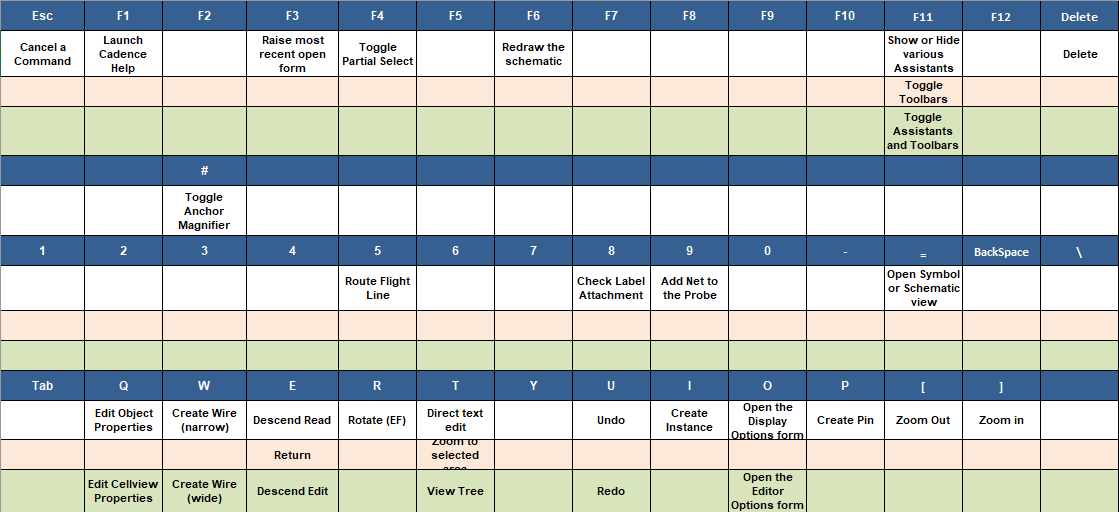 Esc F1 F2 F3 F4 F5 F6 F7 F8 F9 F10 F11 F12 Delete
Cancel a Command
Launch Cadence Help
Raise most recent open form
Toggle Partial Select
Redraw the schematic
Show or Hide various Assistants
Delete
Toggle Toolbars
Toggle Assistants and Toolbars
#
Toggle Anchor Magnifier
1 2 3 4 5 6 7 8 9 0 - = BackSpace \
Route Flight Line
Check Label Attachment
Add Net to the Probe
Open Symbol or Schematic view
Tab Q W E R T Y U I O P [ ]
Edit Object Properties
Create Wire (narrow)
Descend Read
Rotate (EF)
Direct text edit
Undo
Create Instance
Open the Display Options form
Create Pin
Zoom Out
Zoom in
Return
Zoom to selected area
Edit Cellview Properties
Create Wire (wide)
Descend Edit
View Tree
Redo
Open the Editor Options form